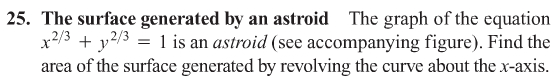 25. The surface generated by an astroid The graph of the equation
x^{2/3} + y^{2/3} = 1 is an astroid (see accompanying figure). Find the
area of the surface generated by revolving the curve about the x-axis.